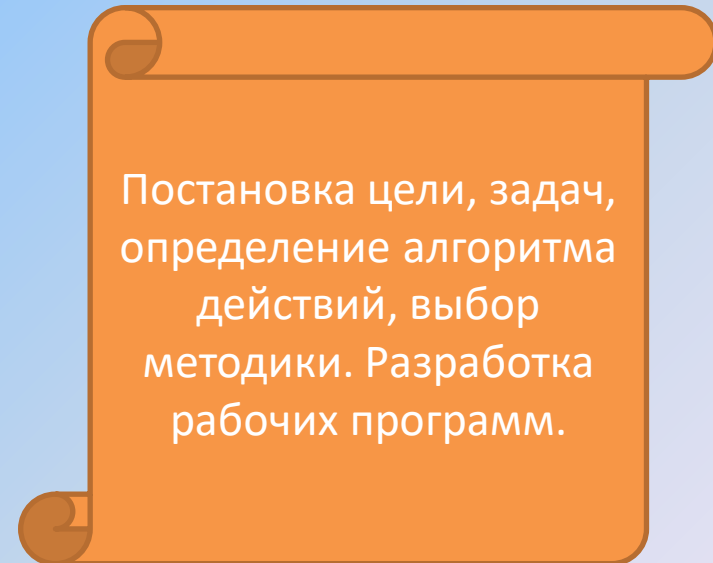 Постановка цели, задач,
определение алгоритма
действий, выбор
методики. Разработка
рабочих программ.